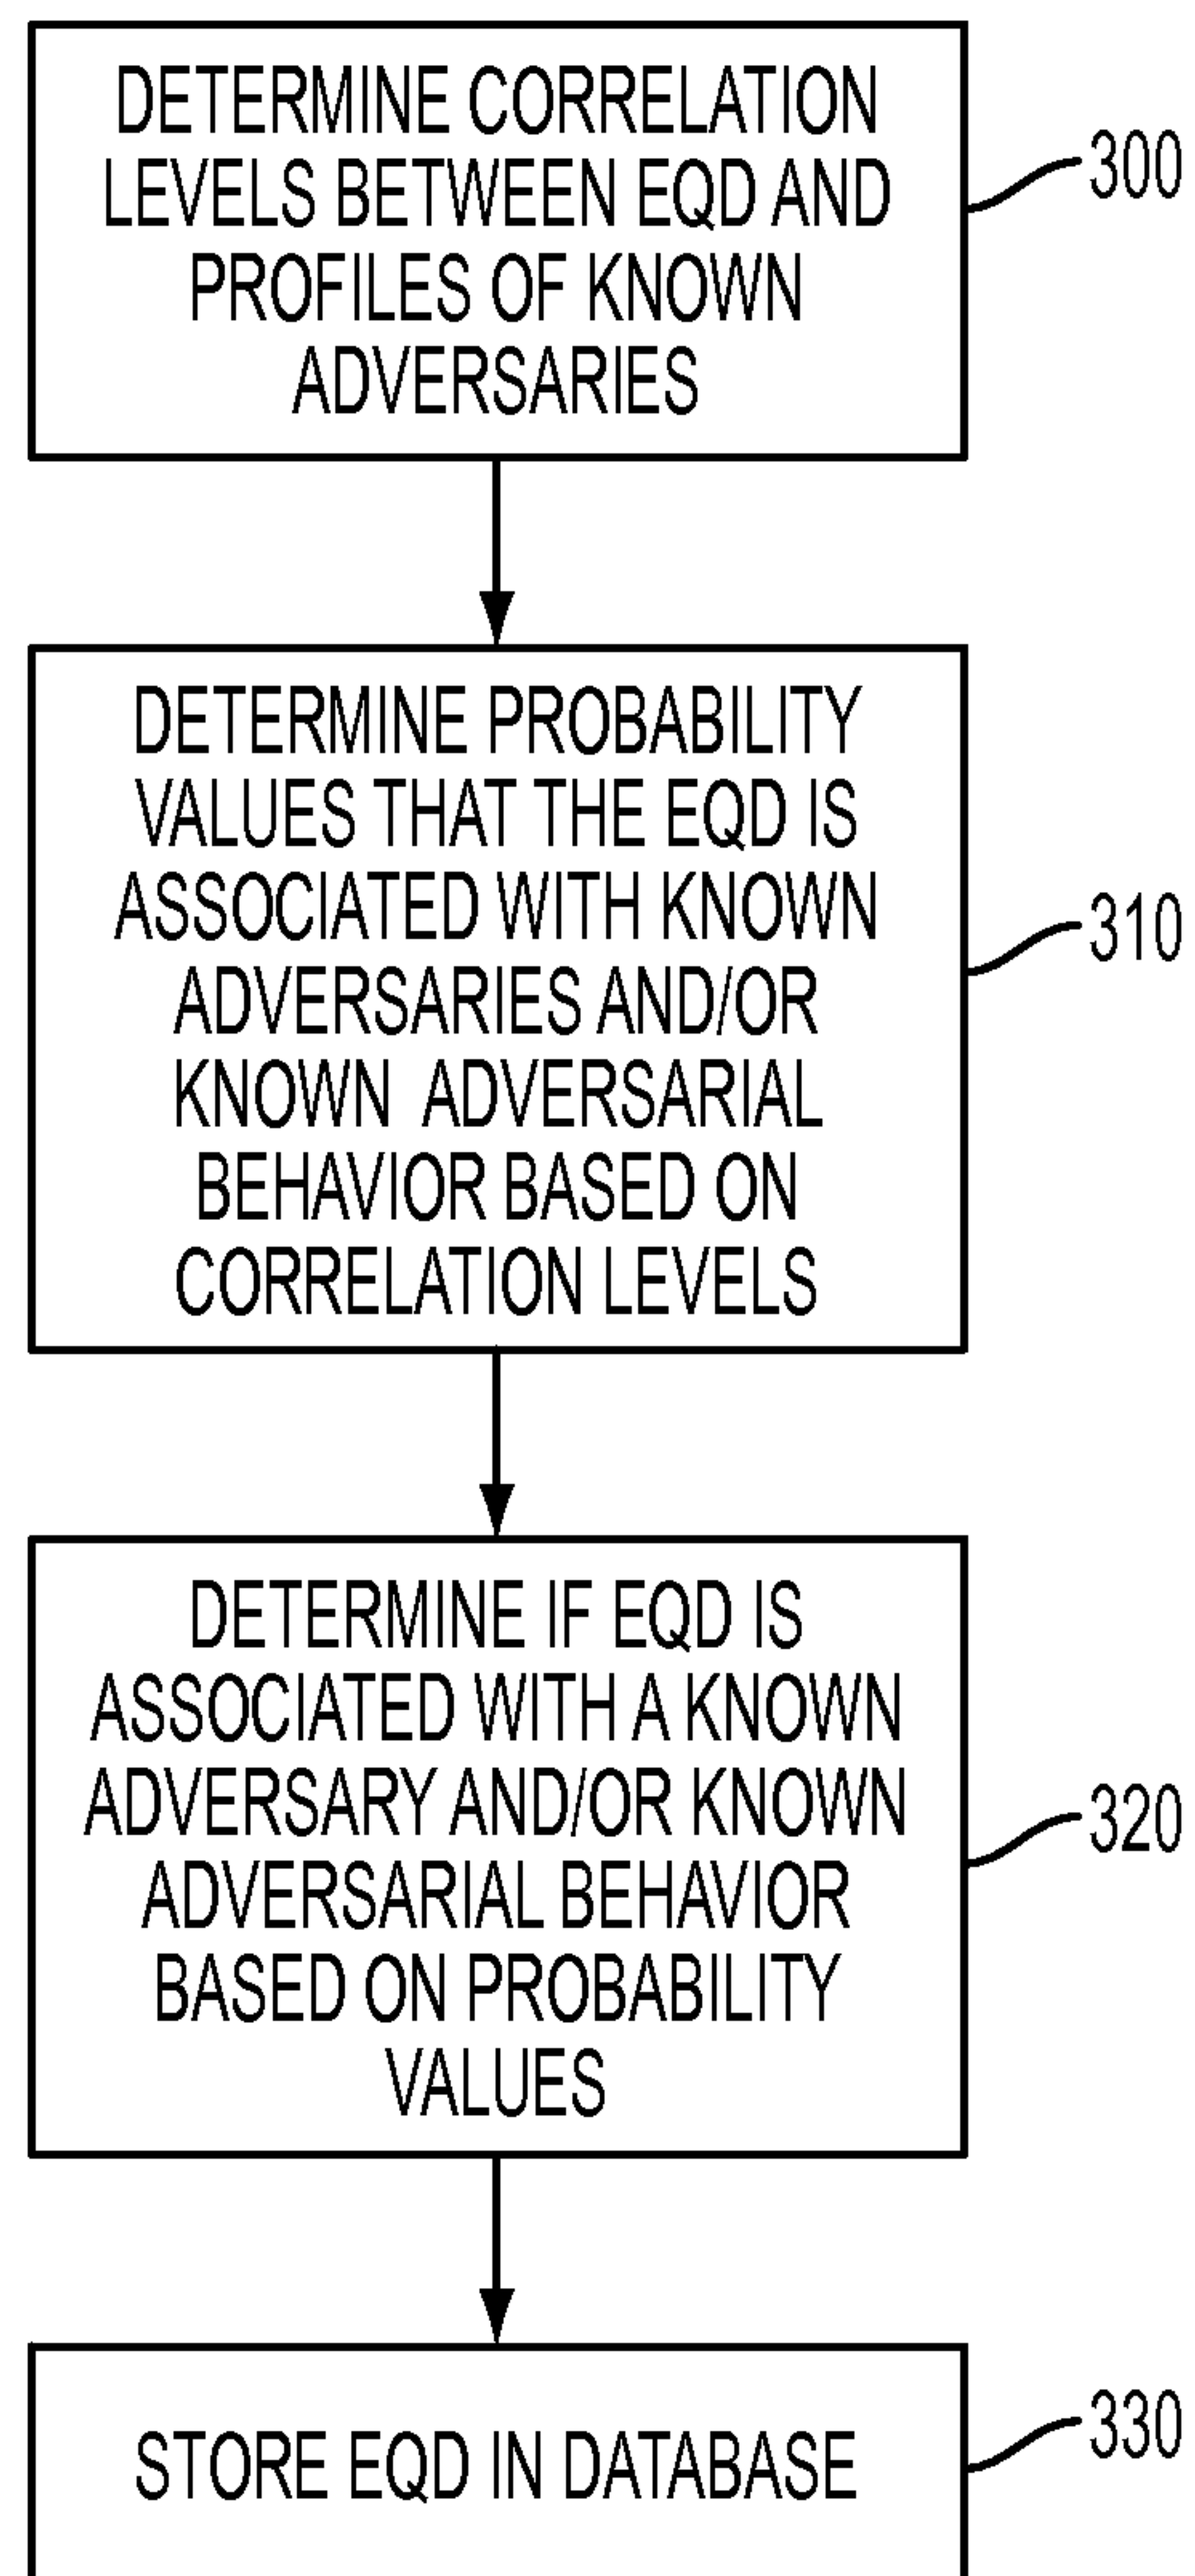 DETERMINE CORRELATION
LEVELS BETWEEN EQD AND
PROFILES OF KNOWN
ADVERSARIES
300
DETERMINE PROBABILITY
VALUES THAT THE EQD IS
ASSOCIATED WITH KNOWN
ADVERSARIES AND/OR
KNOWN ADVERSARIAL
BEHAVIOR BASED ON
CORRELATION LEVELS
310
DETERMINE IF EQD IS
ASSOCIATED WITH A KNOWN
ADVERSARY AND/OR KNOWN
ADVERSARIAL BEHAVIOR
BASED ON PROBABILITY
VALUES
320
STORE EQD IN DATABASE
330